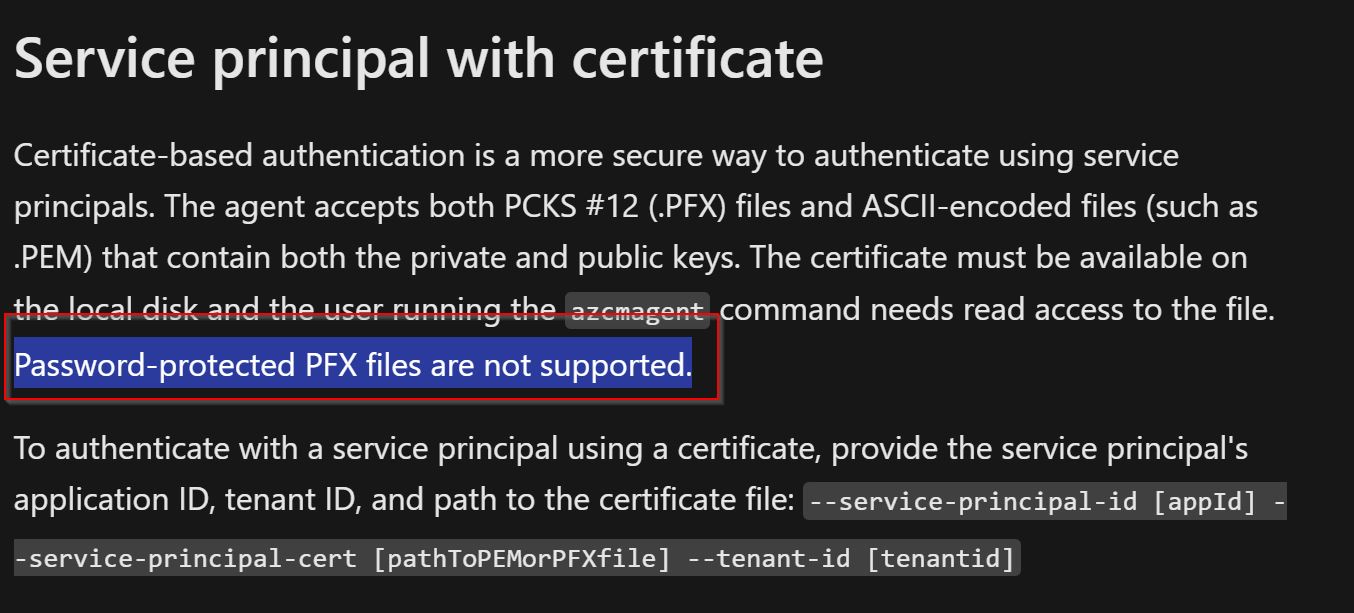 Service principal with certificate
Certificate-based authentication is a more secure way to authenticate using service
principals. The agent accepts both PCKS #12 (.PFX) files and ASCII-encoded files (such as
.PEM) that contain both the private and public keys. The certificate must be available on
the local disk and the user running the azcmagent command needs read access to the file.
Password-protected PFX files are not supported.
To authenticate with a service principal using a certificate, provide the service principal's
application ID, tenant ID, and path to the certificate file: --service-principal-id [appId] -
-service-principal-cert [pathToPEMorPFXfile] --tenant-id [tenantid]